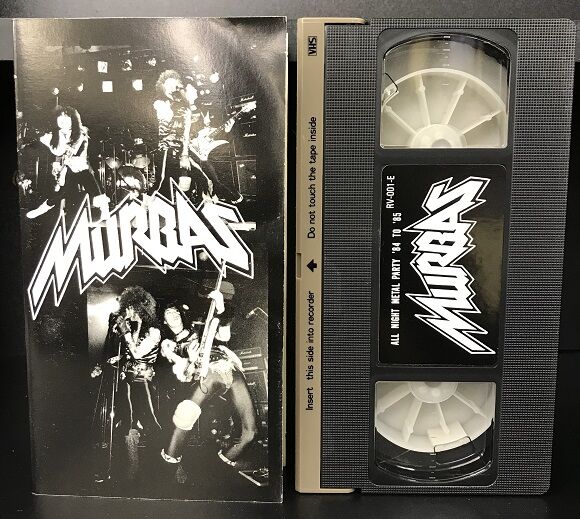 MURBAS
VHS
Do not touch the tape inside
Insert this side into recorder
RV-001-E
MURBAS
ALL NIGHT METAL PARTY '84 TO '85